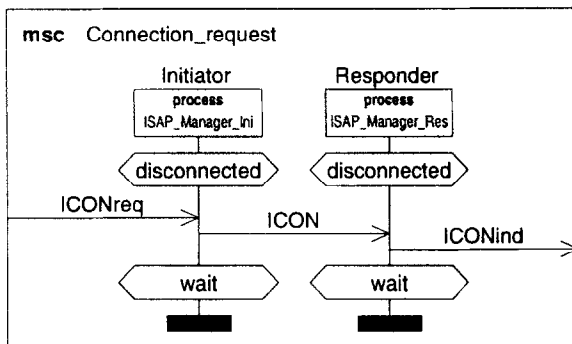 msc Connection_request
Initiator Responder
process process
ISAP_Manager_Ini ISAP_Manager_Res
disconnected disconnected
ICONreq
ICON
ICONind
wait wait